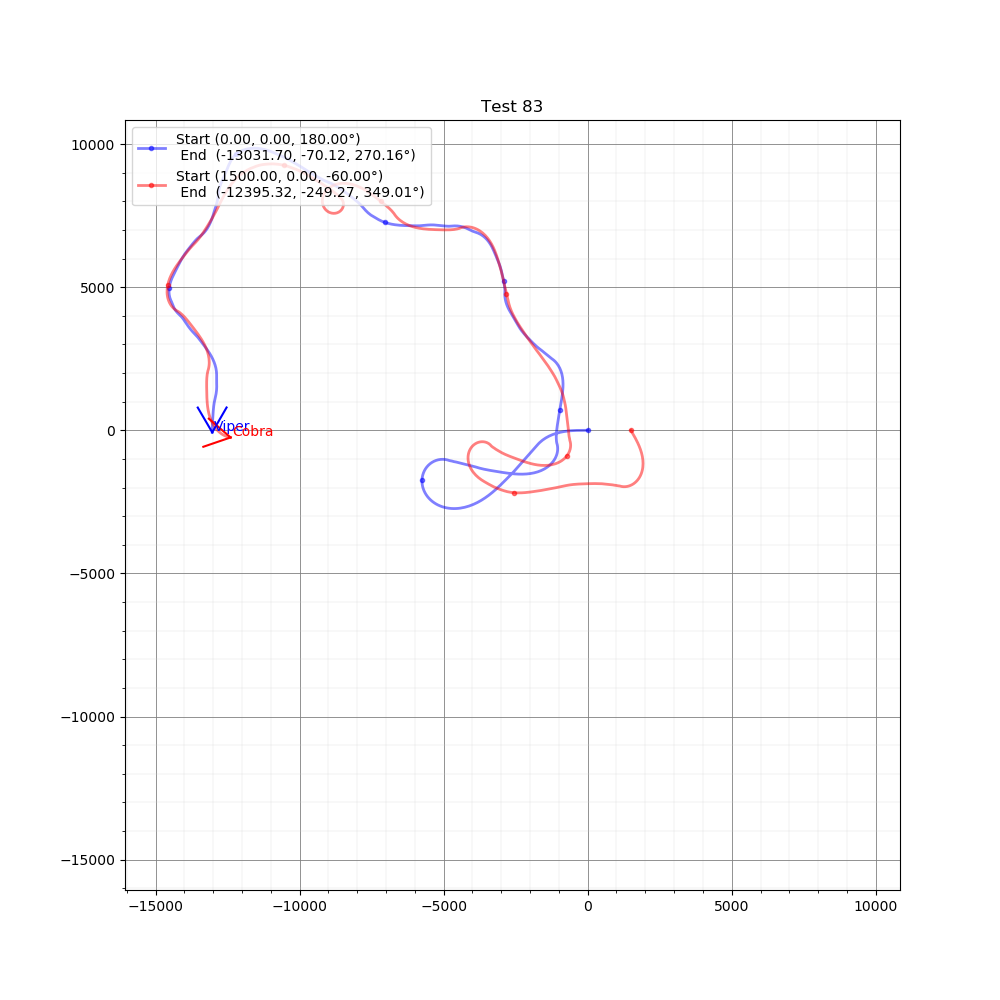 Test 83
Start (0.00, 0.00, 180.00°)
End (-13031.70, -70.12, 270.16°)
Start (1500.00, 0.00, -60.00°)
End (-12395.32, -249.27, 349.01°)
10000
5000
0
−5000
−10000
−15000
Viper
Cobra
−15000 −10000 −5000 0 5000 10000